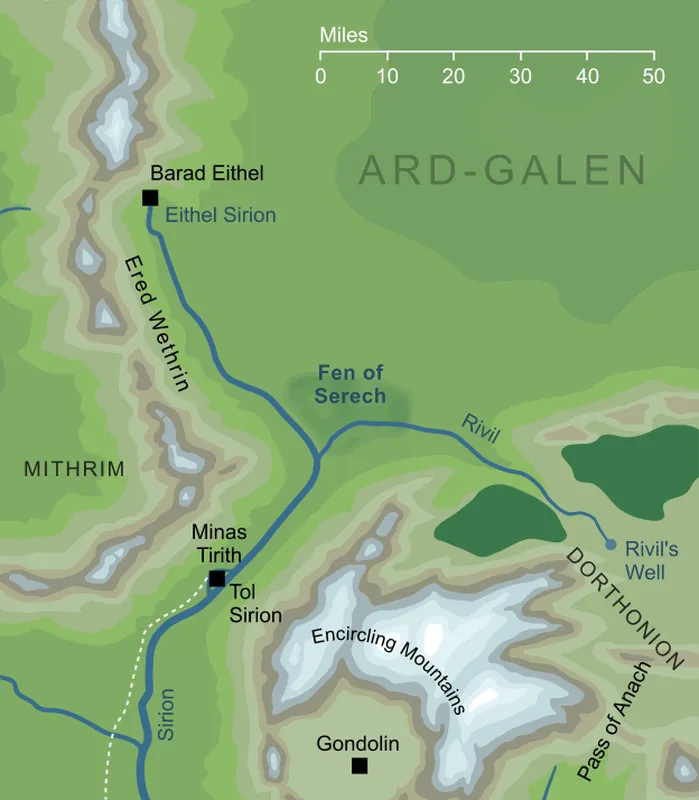 Miles
0 10 20 30 40 50
ARD-GALEN
Barad Eithel
Eithel Sirion
Ered Wethrin
Fen of
Serech
Rivil
MITHRIM
Minas
Tirith
Rivil's
Well
Tol
Sirion
DORTHONION
Encircling Mountains
Pass of Anach
Sirion
Gondolin